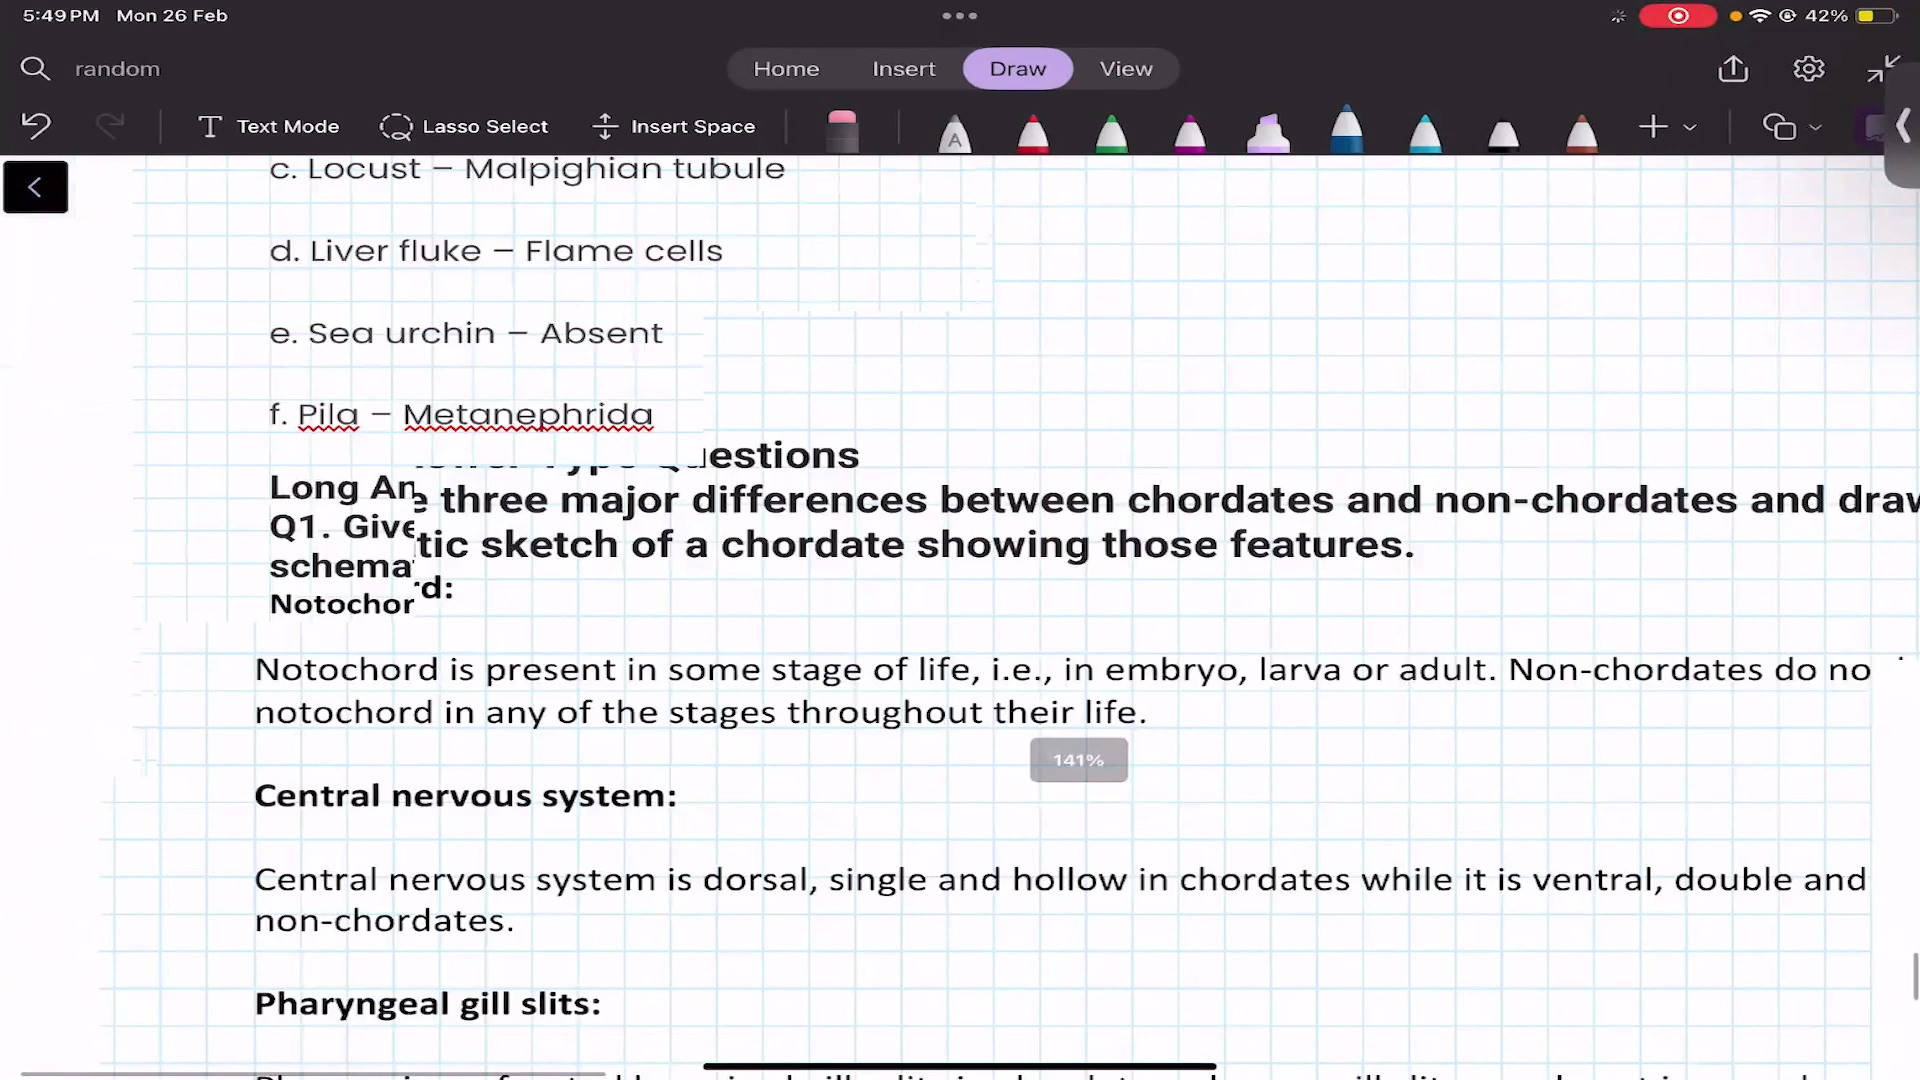 5:49 PM Mon 26 Feb
42%
random
Home Insert Draw View
Text Mode Lasso Select Insert Space
A
c. Locust – Malpighian tubule
d. Liver fluke – Flame cells
e. Sea urchin – Absent
f. Pila – Metanephrida
estions
Long An
e three major differences between chordates and non-chordates and draw
Q1. Give
tic sketch of a chordate showing those features.
schema
d:
Notochor
Notochord is present in some stage of life, i.e., in embryo, larva or adult. Non-chordates do no
notochord in any of the stages throughout their life.
141%
Central nervous system:
Central nervous system is dorsal, single and hollow in chordates while it is ventral, double and
non-chordates.
Pharyngeal gill slits: